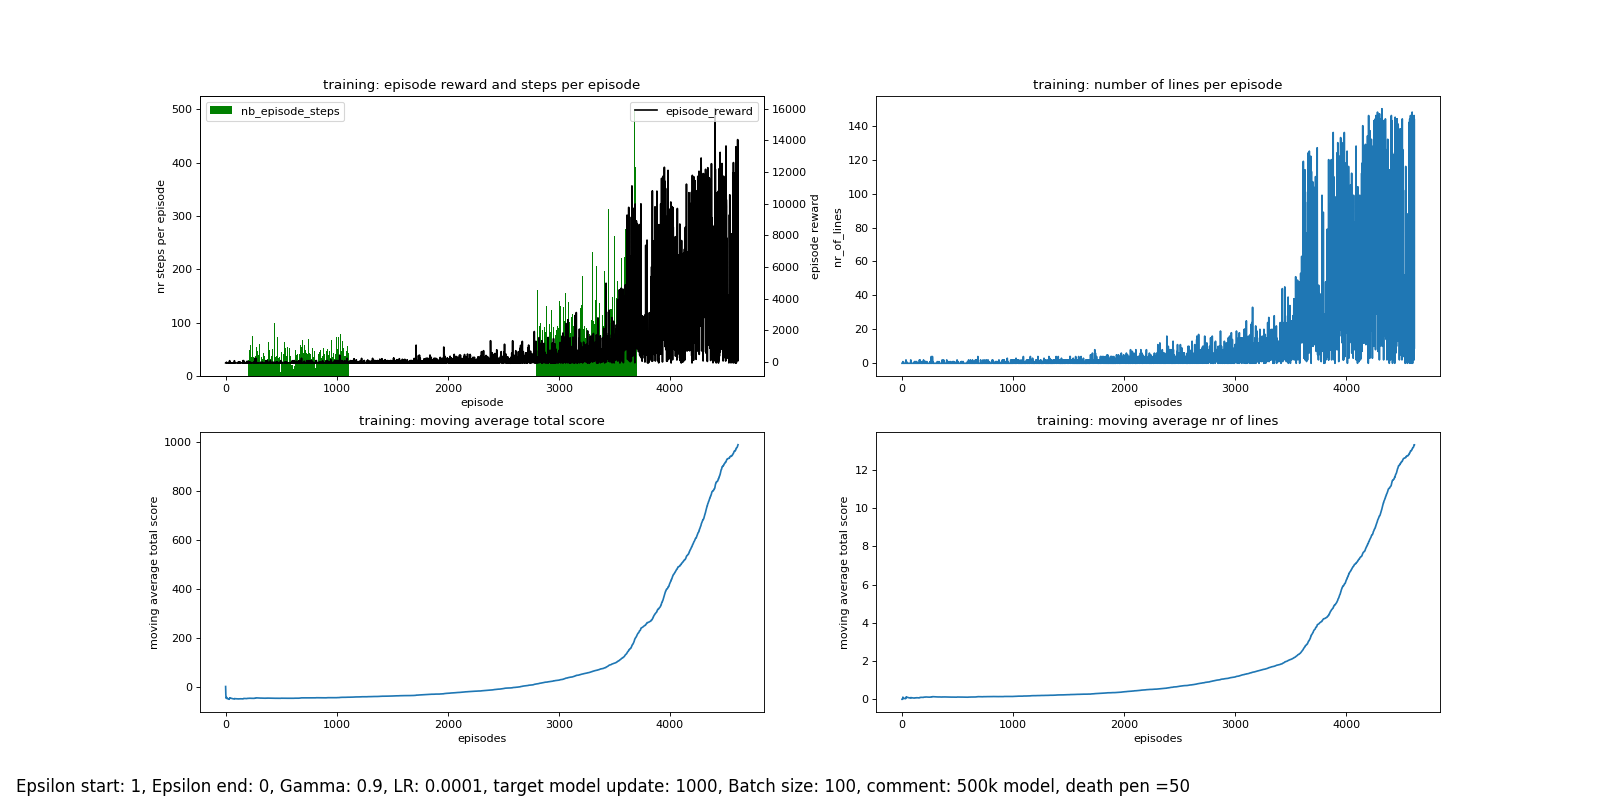 training: episode reward and steps per episode
nb_episode_steps
episode_reward
500
400
300
200
100
0
nr steps per episode
16000
14000
12000
10000
8000
6000
4000
2000
0
episode reward
0 1000 2000 3000 4000
episode
training: number of lines per episode
140
120
100
80
60
40
20
0
nr_of_lines
0 1000 2000 3000 4000
episodes
training: moving average total score
1000
800
600
400
200
0
moving average total score
0 1000 2000 3000 4000
episodes
training: moving average nr of lines
12
10
8
6
4
2
0
moving average total score
0 1000 2000 3000 4000
episodes
Epsilon start: 1, Epsilon end: 0, Gamma: 0.9, LR: 0.0001, target model update: 1000, Batch size: 100, comment: 500k model, death pen =50